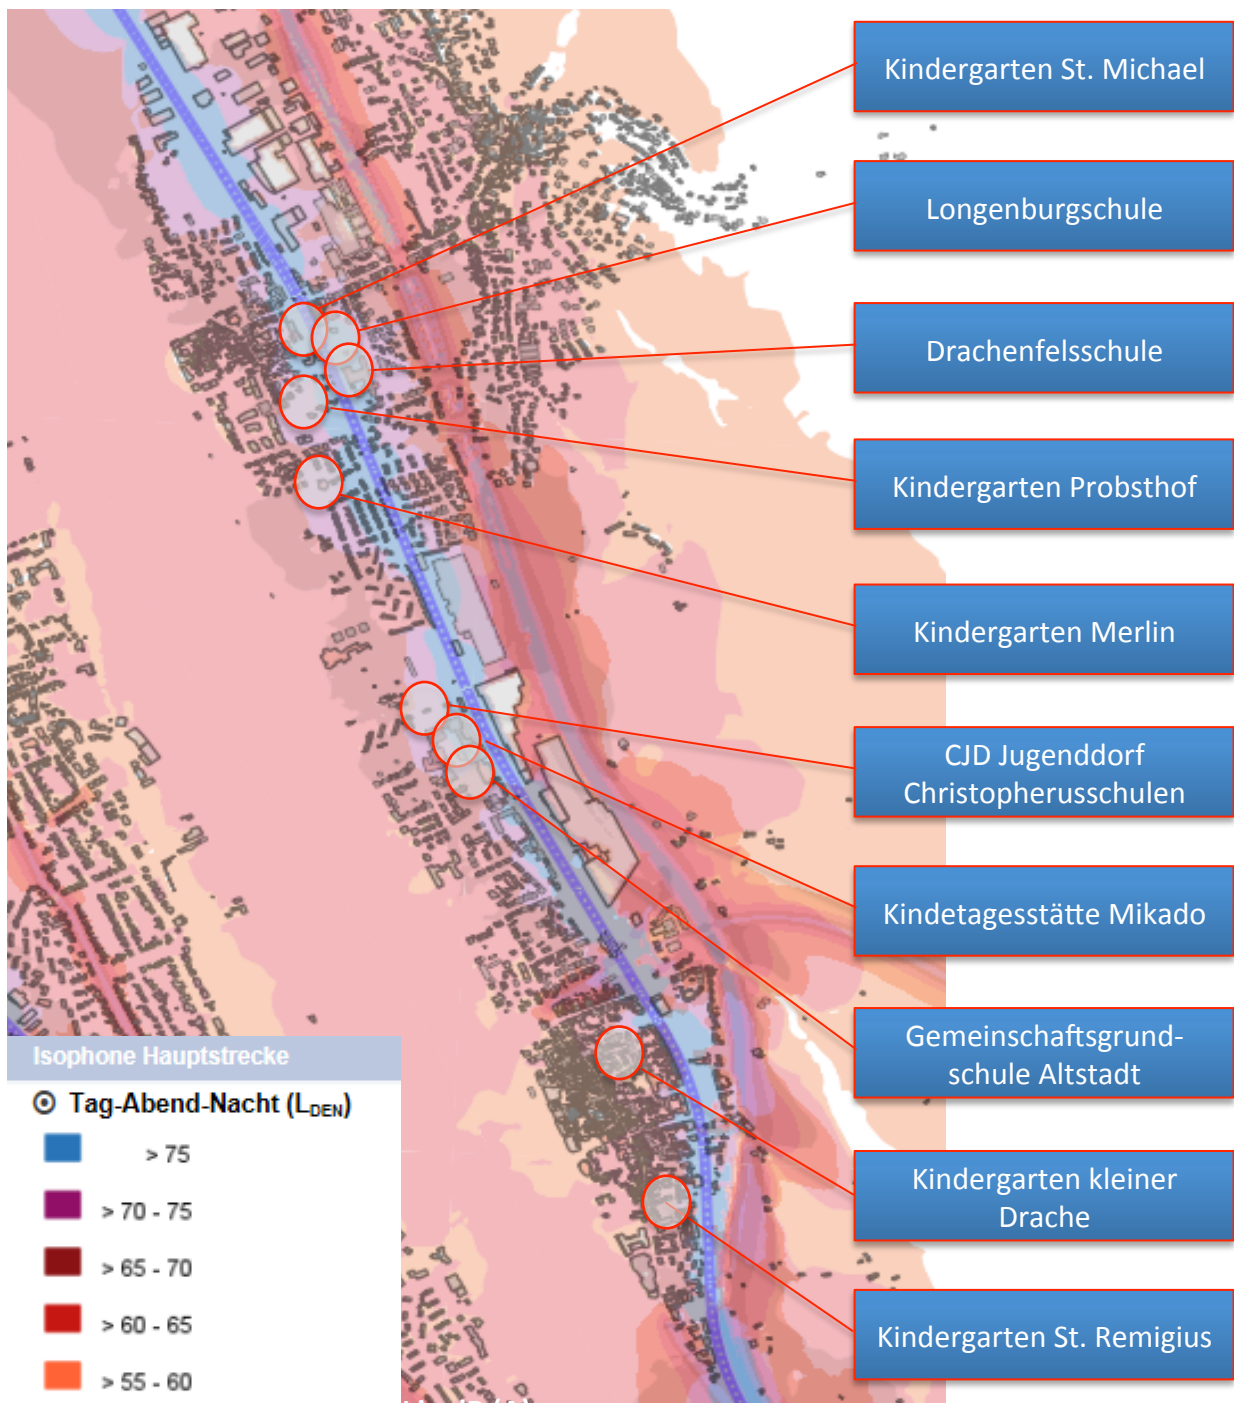 Kindergarten St. Michael
Longenburgschule
Drachenfelsschule
Kindergarten Probsthof
Kindergarten Merlin
CJD Jugenddorf
Christopherusschulen
Kindetagesstätte Mikado
Gemeinschaftsgrund-
schule Altstadt
Kindergarten kleiner
Drache
Kindergarten St. Remigius
Isophone Hauptstrecke
Tag-Abend-Nacht (LDEN)
> 75
> 70 - 75
> 65 - 70
> 60 - 65
> 55 - 60